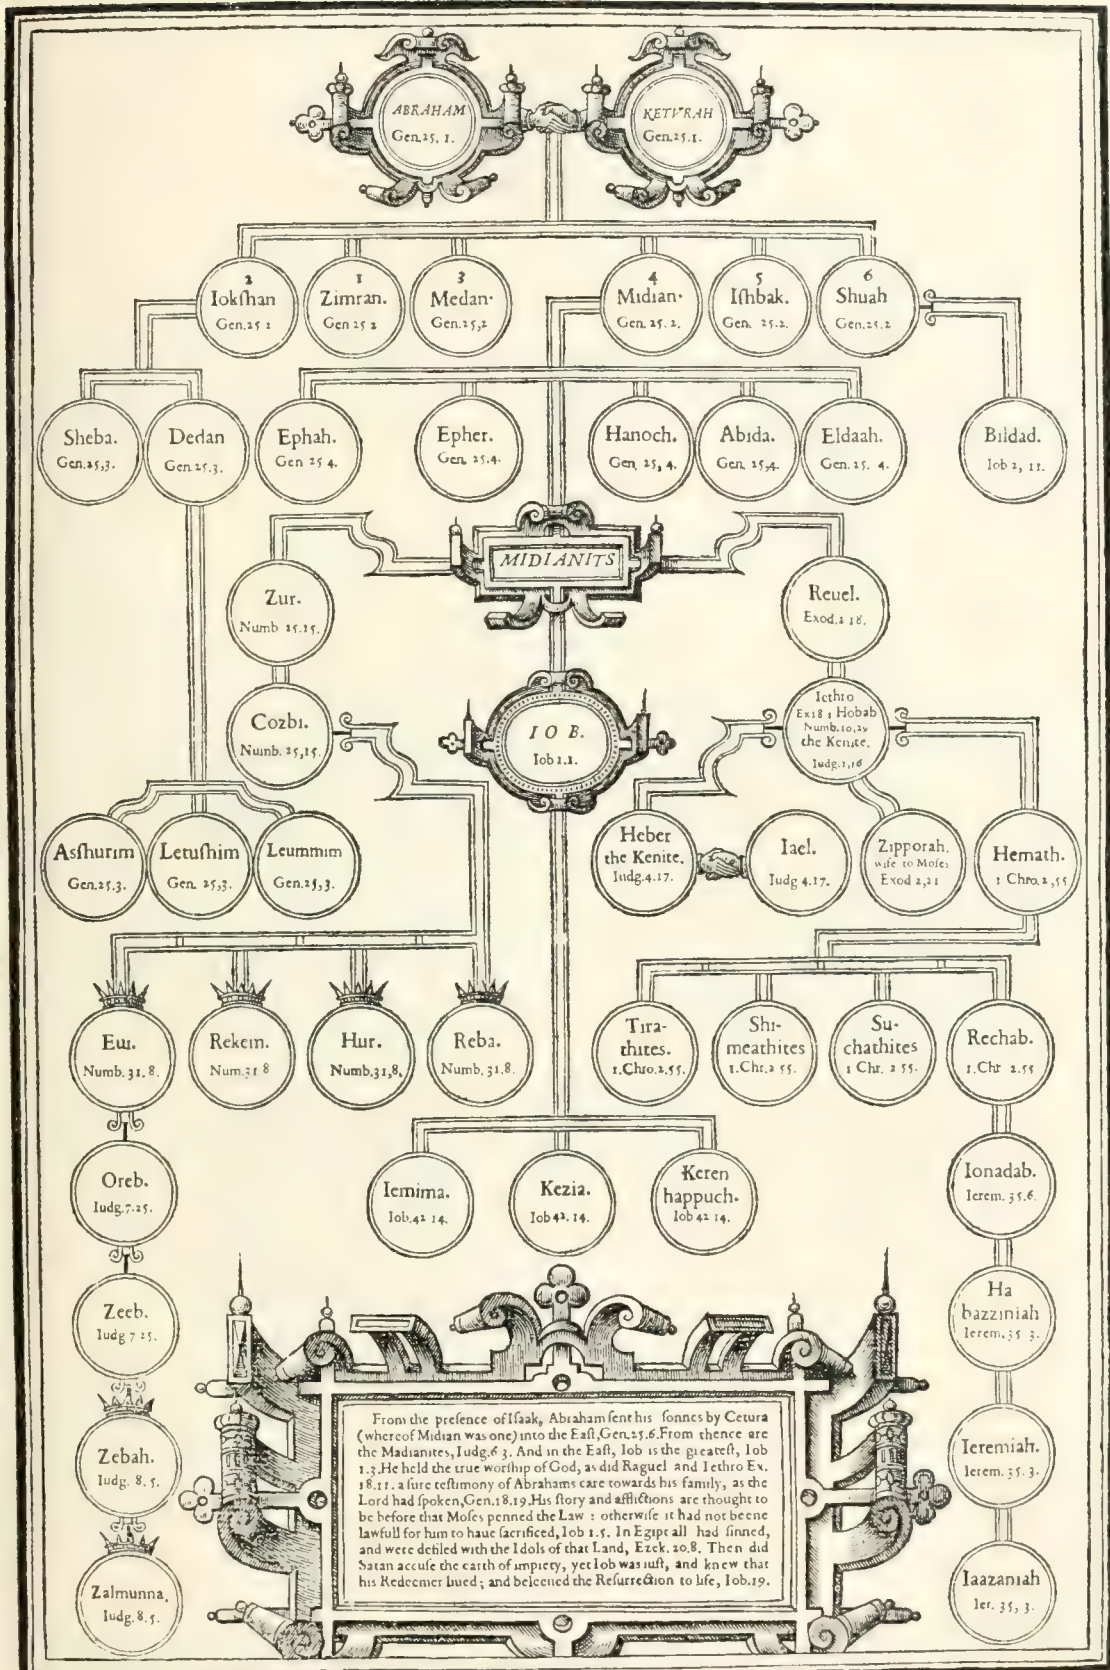 ABRAHAM
Gen.25, 1.
KETVRAH
Gen.25.1.
2
Iokſhan
Gen.25 2
1
Zimran.
Gen 25 2
3
Medan.
Gen.25,2
4
Midian.
Gen. 25. 2.
5
Iſhbak.
Gen. 25.2.
6
Shuah
Gen.25.2
Sheba.
Gen.25,3.
Dedan
Gen 25.3.
Ephah.
Gen 25 4.
Epher.
Gen. 25.4.
Hanoch.
Gen. 25, 4.
Abida.
Gen. 25,4.
Eldaah.
Gen. 25. 4.
Bildad.
Iob 2, 11.
MIDIANITS
Zur.
Numb 25.15.
Reuel.
Exod.2 18.
Cozbi.
Numb. 25,15.
IOB.
Iob 1.1.
Iethro
Ex18 1 Hobab
Numb.10,29
the Kenite.
Iudg.1,16
Aſſhurim
Gen.25.3.
Letuſhim
Gen. 25,3.
Leummim
Gen.25,3.
Heber
the Kenite.
Iudg.4.17.
Iael.
Iudg 4.17.
Zipporah.
wife to Moſes
Exod 2,21
Hemath.
1 Chro.2,55
Eui.
Numb. 31. 8.
Rekem.
Num.31 8
Hur.
Numb.31,8,
Reba.
Numb. 31.8.
Tira-
thites.
1.Chro.2.55.
Shi-
meathites
1.Chr.2 55.
Su-
chathites
1 Chr. 2 55.
Rechab.
1.Chr 2.55
Oreb.
Iudg.7.25.
Iemima.
Iob.42 14.
Kezia.
Iob 42. 14.
Keren
happuch.
Iob 42 14.
Ionadab.
Ierem. 35.6.
Zeeb.
Iudg 7 25.
Ha
bazziniah
Ierem.35 3.
Zebah.
Iudg. 8. 5.
Ieremiah.
Ierem. 35. 3.
Zalmunna.
Iudg. 8. 5.
Iaazaniah
Ier. 35, 3.
From the preſence of Iſaak, Abraham ſent his ſonnes by Cetura
(whereof Midian was one) into the Eaſt,Gen.25.6.From thence are
the Madianites,Iudg.6 3. And in the Eaſt, Iob is the greateſt, Iob
1.3.He held the true worſhip of God, as did Raguel and Iethro Ex.
18.11. a ſure teſtimony of Abrahams care towards his family, as the
Lord had ſpoken,Gen.18.19.His ſtory and afflictions are thought to
be before that Moſes penned the Law : otherwiſe it had not beene
lawfull for him to haue ſacrificed, Iob 1.5. In Egipt all had ſinned,
and were defiled with the Idols of that Land, Ezek. 20.8. Then did
Satan accuſe the earth of impiety, yet Iob was iuſt, and knew that
his Redeemer liued; and beleeued the Reſurrection to life, Iob.19.